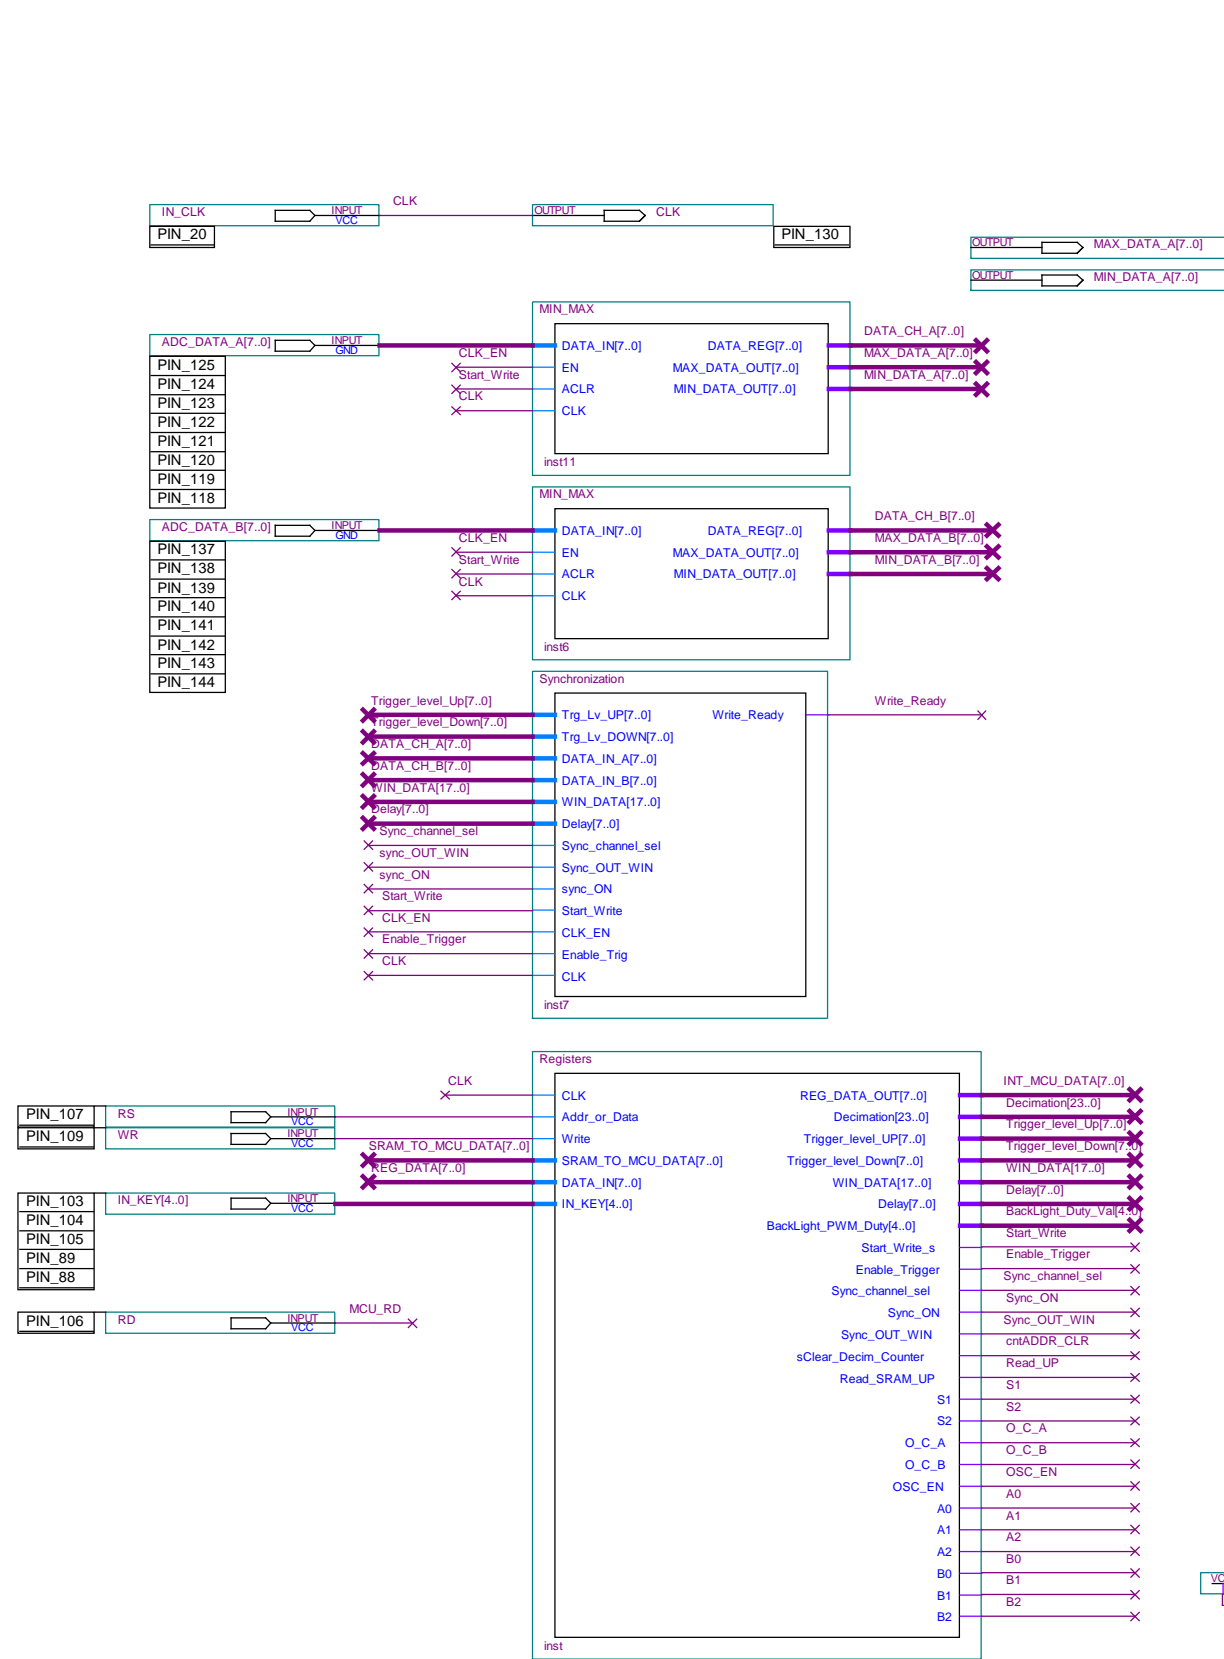 CLK
IN_CLK INPUT VCC
OUTPUT CLK
PIN_20
PIN_130
OUTPUT MAX_DATA_A[7..0]
OUTPUT MIN_DATA_A[7..0]
MIN_MAX
ADC_DATA_A[7..0] INPUT GND
PIN_125
PIN_124
PIN_123
PIN_122
PIN_121
PIN_120
PIN_119
PIN_118
CLK_EN
Start_Write
CLK
DATA_IN[7..0]
EN
ACLR
CLK
DATA_REG[7..0]
MAX_DATA_OUT[7..0]
MIN_DATA_OUT[7..0]
DATA_CH_A[7..0]
MAX_DATA_A[7..0]
MIN_DATA_A[7..0]
inst11
MIN_MAX
ADC_DATA_B[7..0] INPUT GND
PIN_137
PIN_138
PIN_139
PIN_140
PIN_141
PIN_142
PIN_143
PIN_144
CLK_EN
Start_Write
CLK
DATA_IN[7..0]
EN
ACLR
CLK
DATA_REG[7..0]
MAX_DATA_OUT[7..0]
MIN_DATA_OUT[7..0]
DATA_CH_B[7..0]
MAX_DATA_B[7..0]
MIN_DATA_B[7..0]
inst6
Synchronization
Trigger_level_Up[7..0]
Trigger_level_Down[7..0]
DATA_CH_A[7..0]
DATA_CH_B[7..0]
WIN_DATA[17..0]
Delay[7..0]
Sync_channel_sel
sync_OUT_WIN
sync_ON
Start_Write
CLK_EN
Enable_Trigger
CLK
Trg_Lv_UP[7..0]
Trg_Lv_DOWN[7..0]
DATA_IN_A[7..0]
DATA_IN_B[7..0]
WIN_DATA[17..0]
Delay[7..0]
Sync_channel_sel
Sync_OUT_WIN
sync_ON
Start_Write
CLK_EN
Enable_Trig
CLK
Write_Ready
Write_Ready
inst7
Registers
CLK
PIN_107 RS INPUT VCC
PIN_109 WR INPUT VCC
SRAM_TO_MCU_DATA[7..0]
REG_DATA[7..0]
PIN_103 IN_KEY[4..0] INPUT VCC
PIN_104
PIN_105
PIN_89
PIN_88
PIN_106 RD INPUT VCC
MCU_RD
CLK
Addr_or_Data
Write
SRAM_TO_MCU_DATA[7..0]
DATA_IN[7..0]
IN_KEY[4..0]
REG_DATA_OUT[7..0]
Decimation[23..0]
Trigger_level_UP[7..0]
Trigger_level_Down[7..0]
WIN_DATA[17..0]
Delay[7..0]
BackLight_PWM_Duty[4..0]
Start_Write_s
Enable_Trigger
Sync_channel_sel
Sync_ON
Sync_OUT_WIN
sClear_Decim_Counter
Read_SRAM_UP
S1
S2
O_C_A
O_C_B
OSC_EN
A0
A1
A2
B0
B1
B2
INT_MCU_DATA[7..0]
Decimation[23..0]
Trigger_level_Up[7..0]
Trigger_level_Down[7..0]
WIN_DATA[17..0]
Delay[7..0]
BackLight_Duty_Val[4..0]
Start_Write
Enable_Trigger
Sync_channel_sel
Sync_ON
Sync_OUT_WIN
cntADDR_CLR
Read_UP
S1
S2
O_C_A
O_C_B
OSC_EN
A0
A1
A2
B0
B1
B2
inst